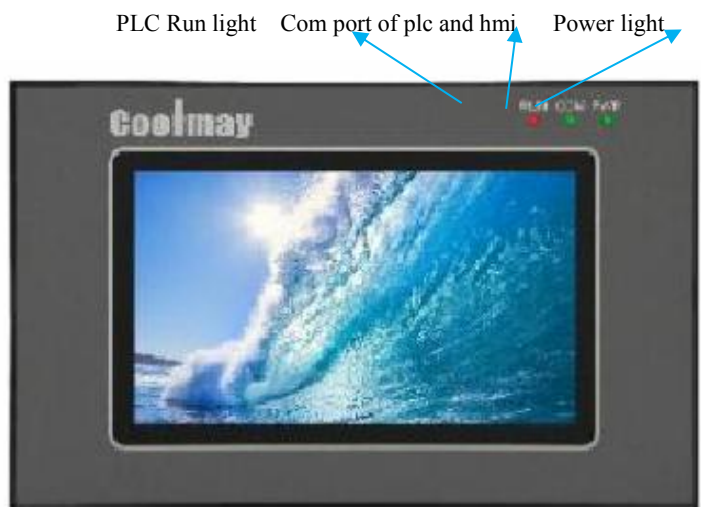 PLC Run light Com port of plc and hmi Power light
RUN COM PWR
Coolmay